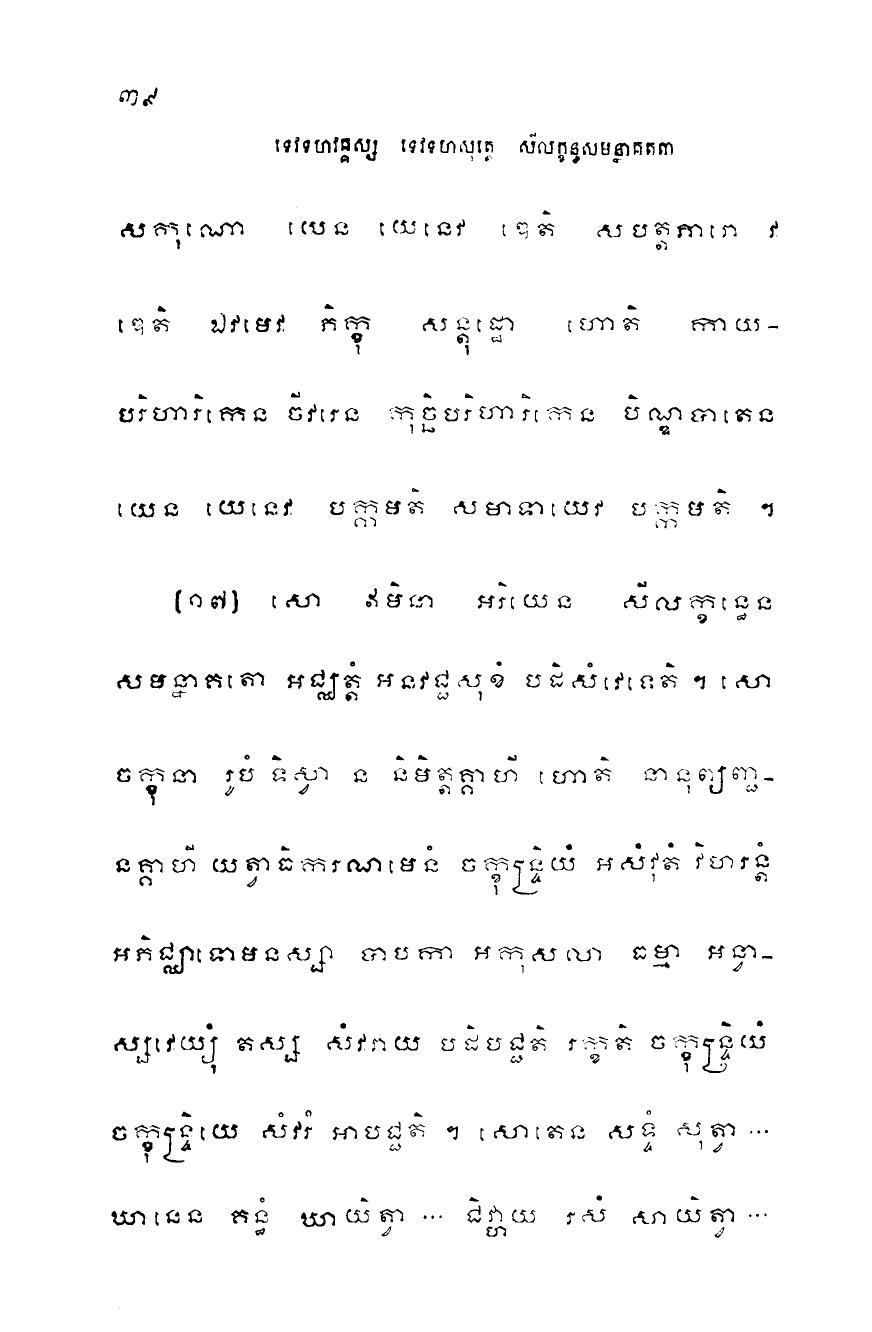 ៣៩
ទេវទហវគ្គស្ស ទេវទហសុត្តេ សីលក្ខន្ធសមន្នាគតតា
សកុណោ យេន យេនេវ ឌេតិ សបត្តភារោ វ
ឌេតិ ឯវមេវ ភិក្ខុ សន្តុដ្ឋោ ហោតិ កាយ-
បរិហារិកេន ចីវរេន កុច្ឆិបរិហារិកេន បិណ្ឌបាតេន
យេន យេនេវ បក្កមតិ សមាទាយេវ បក្កមតិ ។
(១៧) សោ ឥមិនា អរិយេន សីលក្ខន្ធេន
សមន្នាគតោ អជ្ឈត្តំ អនវជ្ជសុខំ បដិសំវេទេតិ ។ សោ
ចក្ខុនា រូបំ ទិស្វា ន និមិត្តគ្គាហី ហោតិ នានុព្យញ្ជ-
នគ្គាហី យត្វាធិករណមេនំ ចក្ខុន្ទ្រិយំ អសំវុតំ វិហរន្តំ
អភិជ្ឈាទោមនស្សា បាបកា អកុសលា ធម្មា អន្វា-
ស្សវេយ្យុំ តស្ស សំវរាយ បដិបជ្ជតិ រក្ខតិ ចក្ខុន្ទ្រិយំ
ចក្ខុន្ទ្រិយេ សំវរំ អាបជ្ជតិ ។ សោតេន សទ្ទំ សុត្វា ...
ឃានេន គន្ធំ ឃាយិត្វា ... ជិវ្ហាយ រសំ សាយិត្វា ...